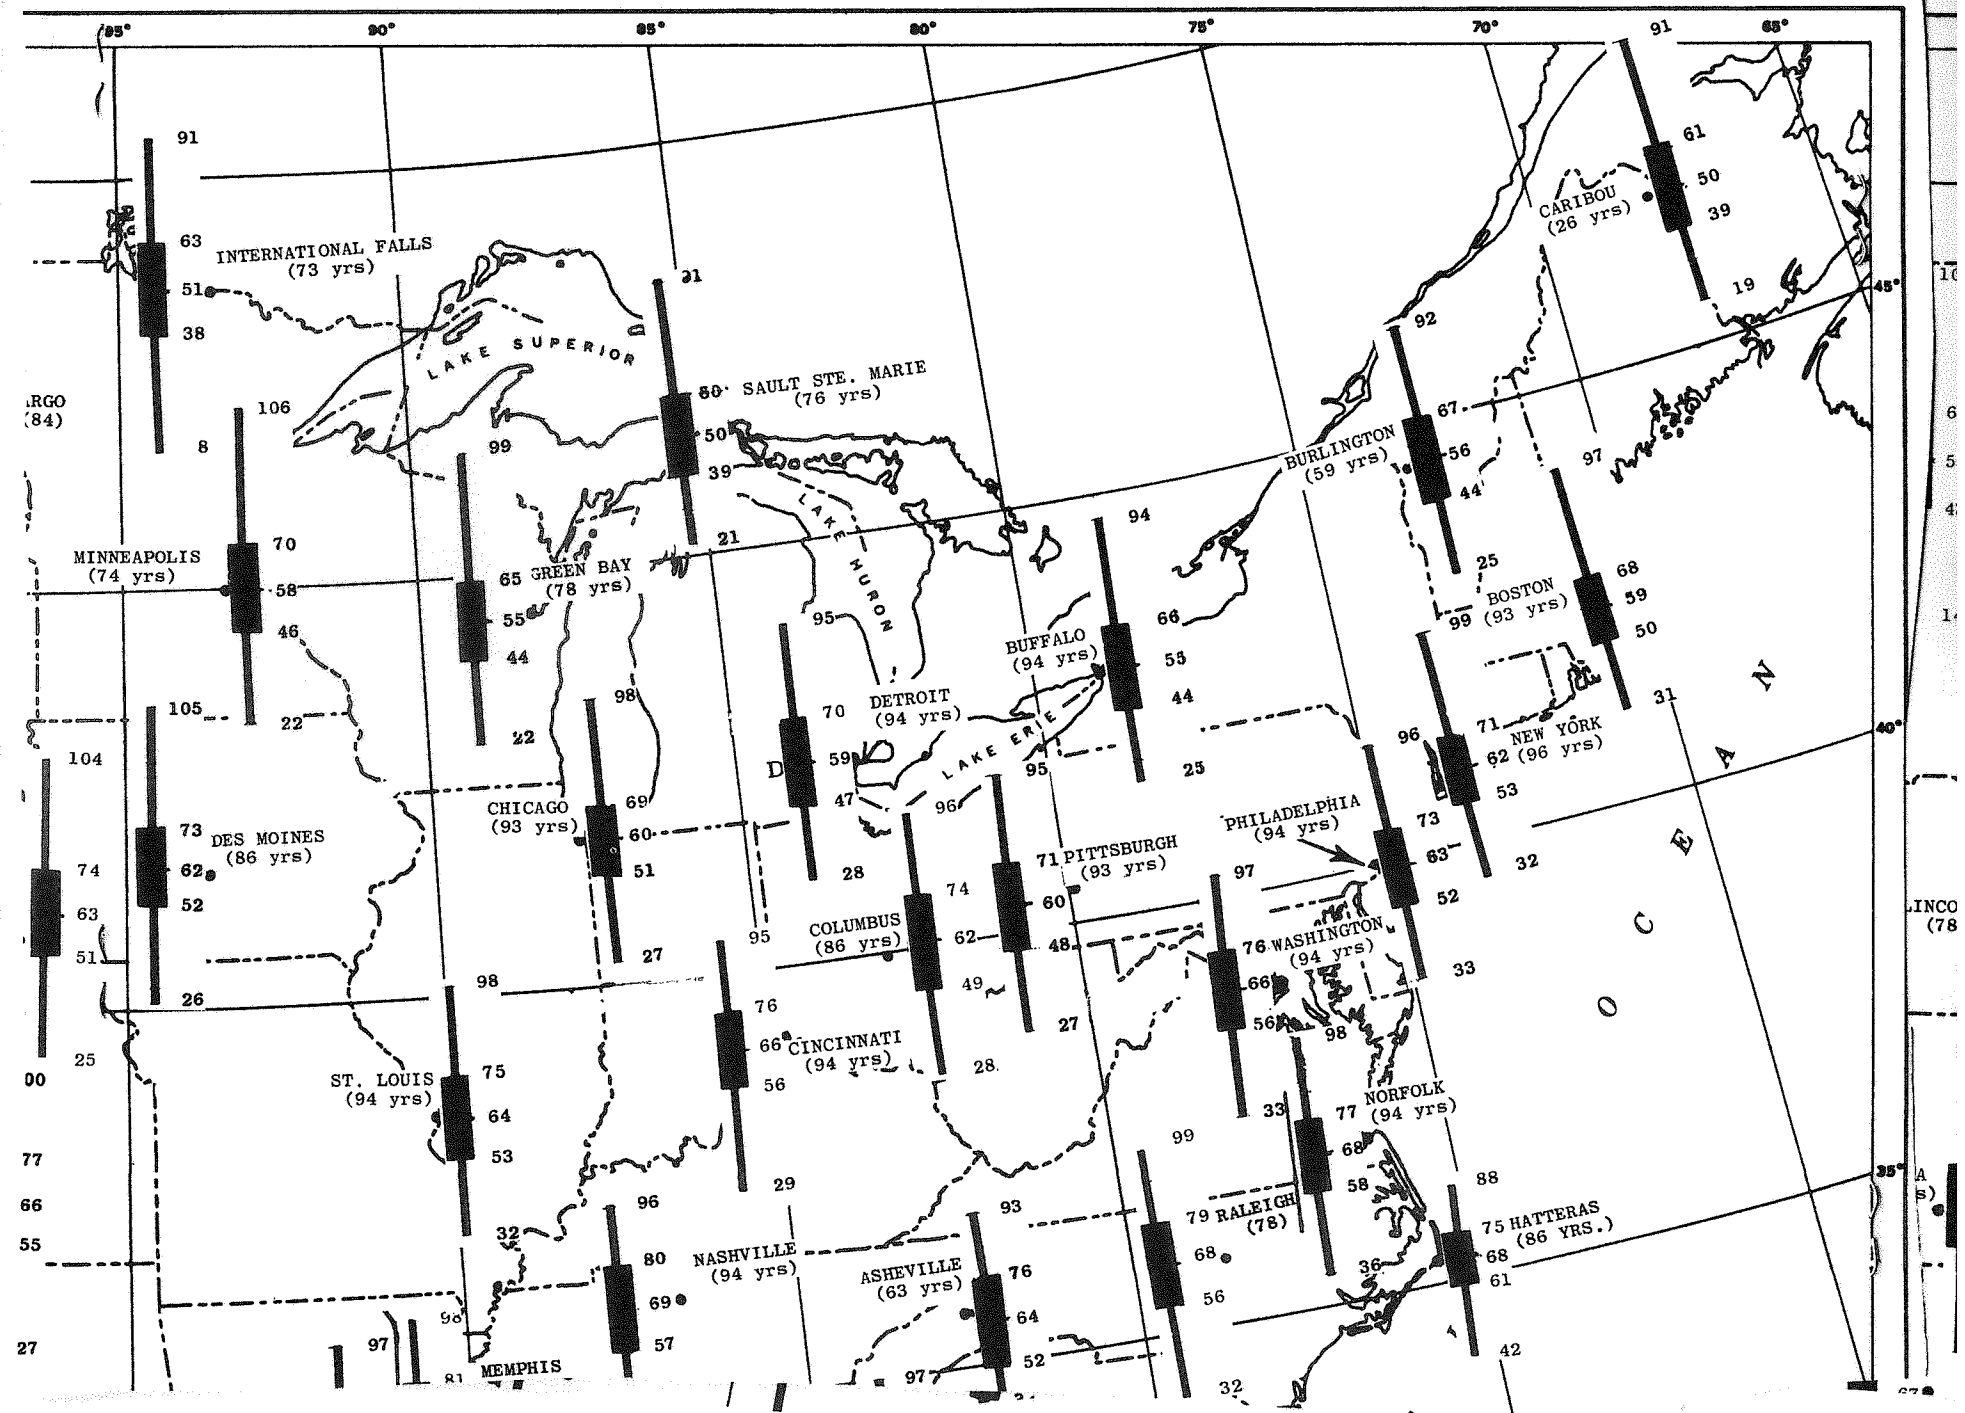 95° 90° 85° 80° 75° 70° 65°
91
91
63
INTERNATIONAL FALLS
(73 yrs)
51
38
8
61
50
39
19
CARIBOU
(26 yrs)
45°
LAKE SUPERIOR
SAULT STE. MARIE
(76 yrs)
50
39
21
(84)
106
MINNEAPOLIS
(74 yrs)
70
58
46
22
99
65
GREEN BAY
(78 yrs)
55
44
22
LAKE HURON
92
67
BURLINGTON
(59 yrs)
56
44
25
97
BOSTON
(93 yrs)
68
59
50
31
94
66
BUFFALO
(94 yrs)
55
44
25
95
DETROIT
(94 yrs)
70
59
D
47
28
LAKE ERIE
99
71
NEW YORK
(96 yrs)
62
53
32
40°
OCEAN
105
73
DES MOINES
(86 yrs)
62
52
26
104
74
63
51
25
98
CHICAGO
(93 yrs)
69
60
51
27
96
PHILADELPHIA
(94 yrs)
73
63
52
33
95
71
PITTSBURGH
(93 yrs)
60
48
27
96
COLUMBUS
(86 yrs)
74
62
49
28
97
76
WASHINGTON
(94 yrs)
66
56
33
95
76
66
CINCINNATI
(94 yrs)
56
29
98
ST. LOUIS
(94 yrs)
75
64
53
32
98
77
NORFOLK
(94 yrs)
68
58
36
00
77
66
55
27
99
79
RALEIGH
(78)
68
56
32
88
75
HATTERAS
(86 YRS.)
68
61
42
35°
96
80
NASHVILLE
(94 yrs)
69
57
93
ASHEVILLE
(63 yrs)
76
64
52
97
97
98
81
MEMPHIS
(78
67